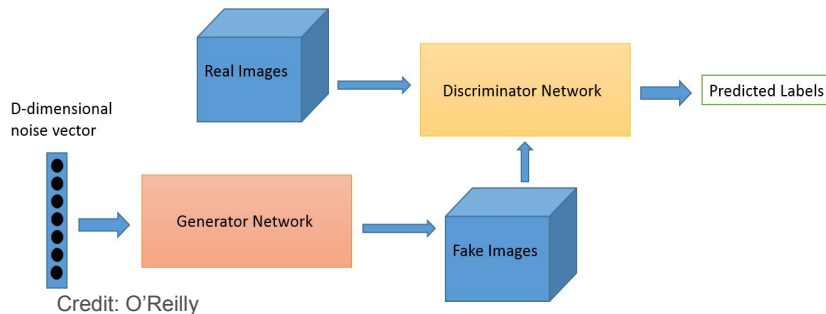 Real Images
Discriminator Network
Predicted Labels
D-dimensional
noise vector
Generator Network
Fake Images
Credit: O'Reilly